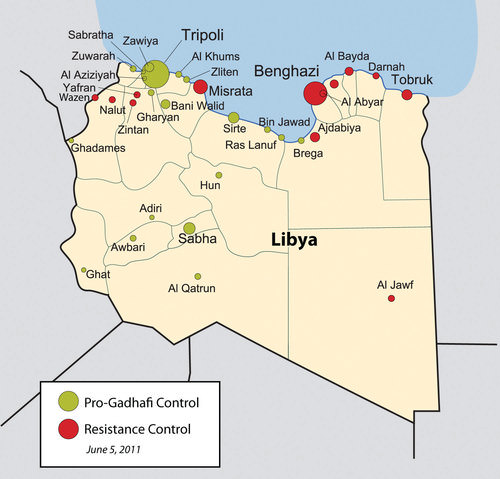 Sabratha
Zawiya
Tripoli
Zuwarah
Al Khums
Al Bayda
Darnah
Al Aziziyah
Zliten
Benghazi
Yafran
Misrata
Tobruk
Wazen
Bani Walid
Al Abyar
Nalut
Gharyan
Bin Jawad
Zintan
Sirte
Ajdabiya
Ras Lanuf
Ghadames
Brega
Hun
Adiri
Sabha
Libya
Awbari
Ghat
Al Qatrun
Al Jawf
Pro-Gadhafi Control
Resistance Control
June 5, 2011